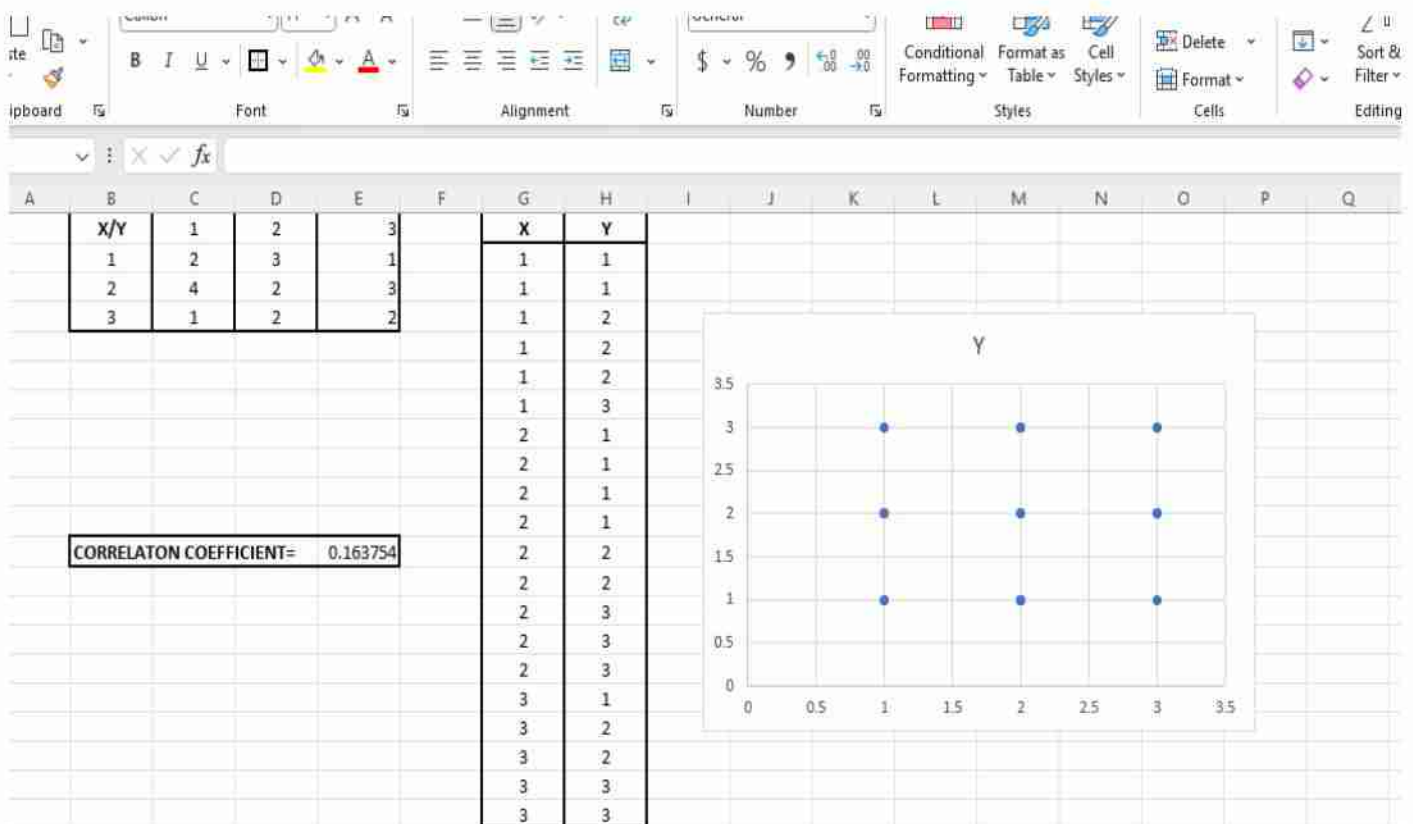 Conditional Format as Cell Delete Sort &
Formatting Table Styles Format Filter
B I U A $ % 9 .00
Font Alignment Number Styles Cells Editing
fx
A B C D E F G H I J K L M N O P Q
X/Y 1 2 3 X Y
1 2 3 1 1 1
2 4 2 3 1 1
3 1 2 2 1 2
1 2
1 2
1 3
2 1
2 1
2 1
2 1
CORRELATON COEFFICIENT= 0.163754 2 2
2 2
2 3
2 3
2 3
3 1
3 2
3 2
3 3
3 3
Y
3.5
3
2.5
2
1.5
1
0.5
0
0 0.5 1 1.5 2 2.5 3 3.5